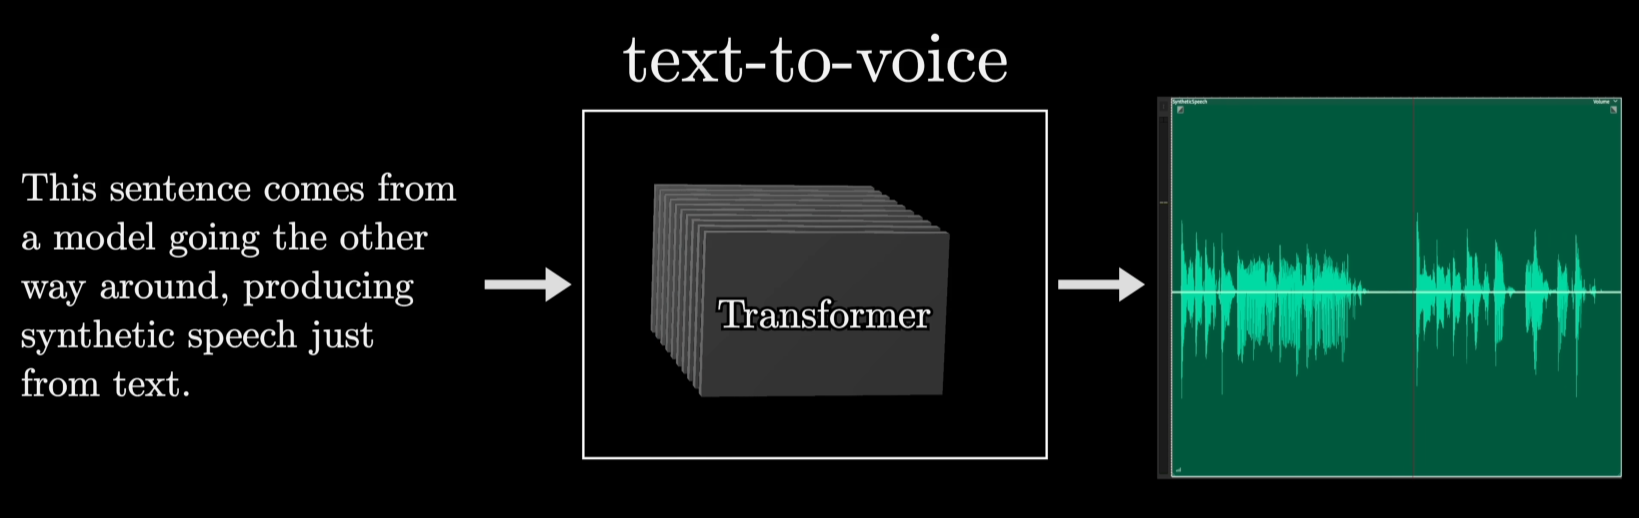 text-to-voice
This sentence comes from
a model going the other
way around, producing
synthetic speech just
from text.
Transformer
SyntheticSpeech
Volume